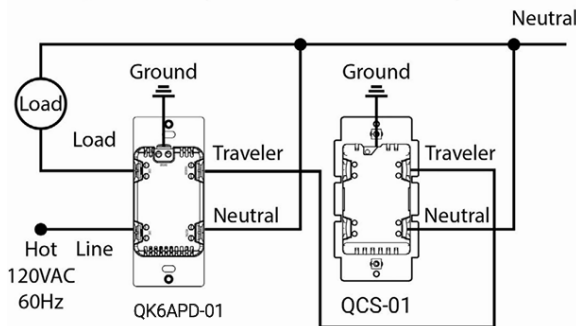 Neutral
Ground
Ground
Load
Load
Traveler
Traveler
Neutral
Neutral
Hot
Line
120VAC
60Hz
QK6APD-01
QCS-01